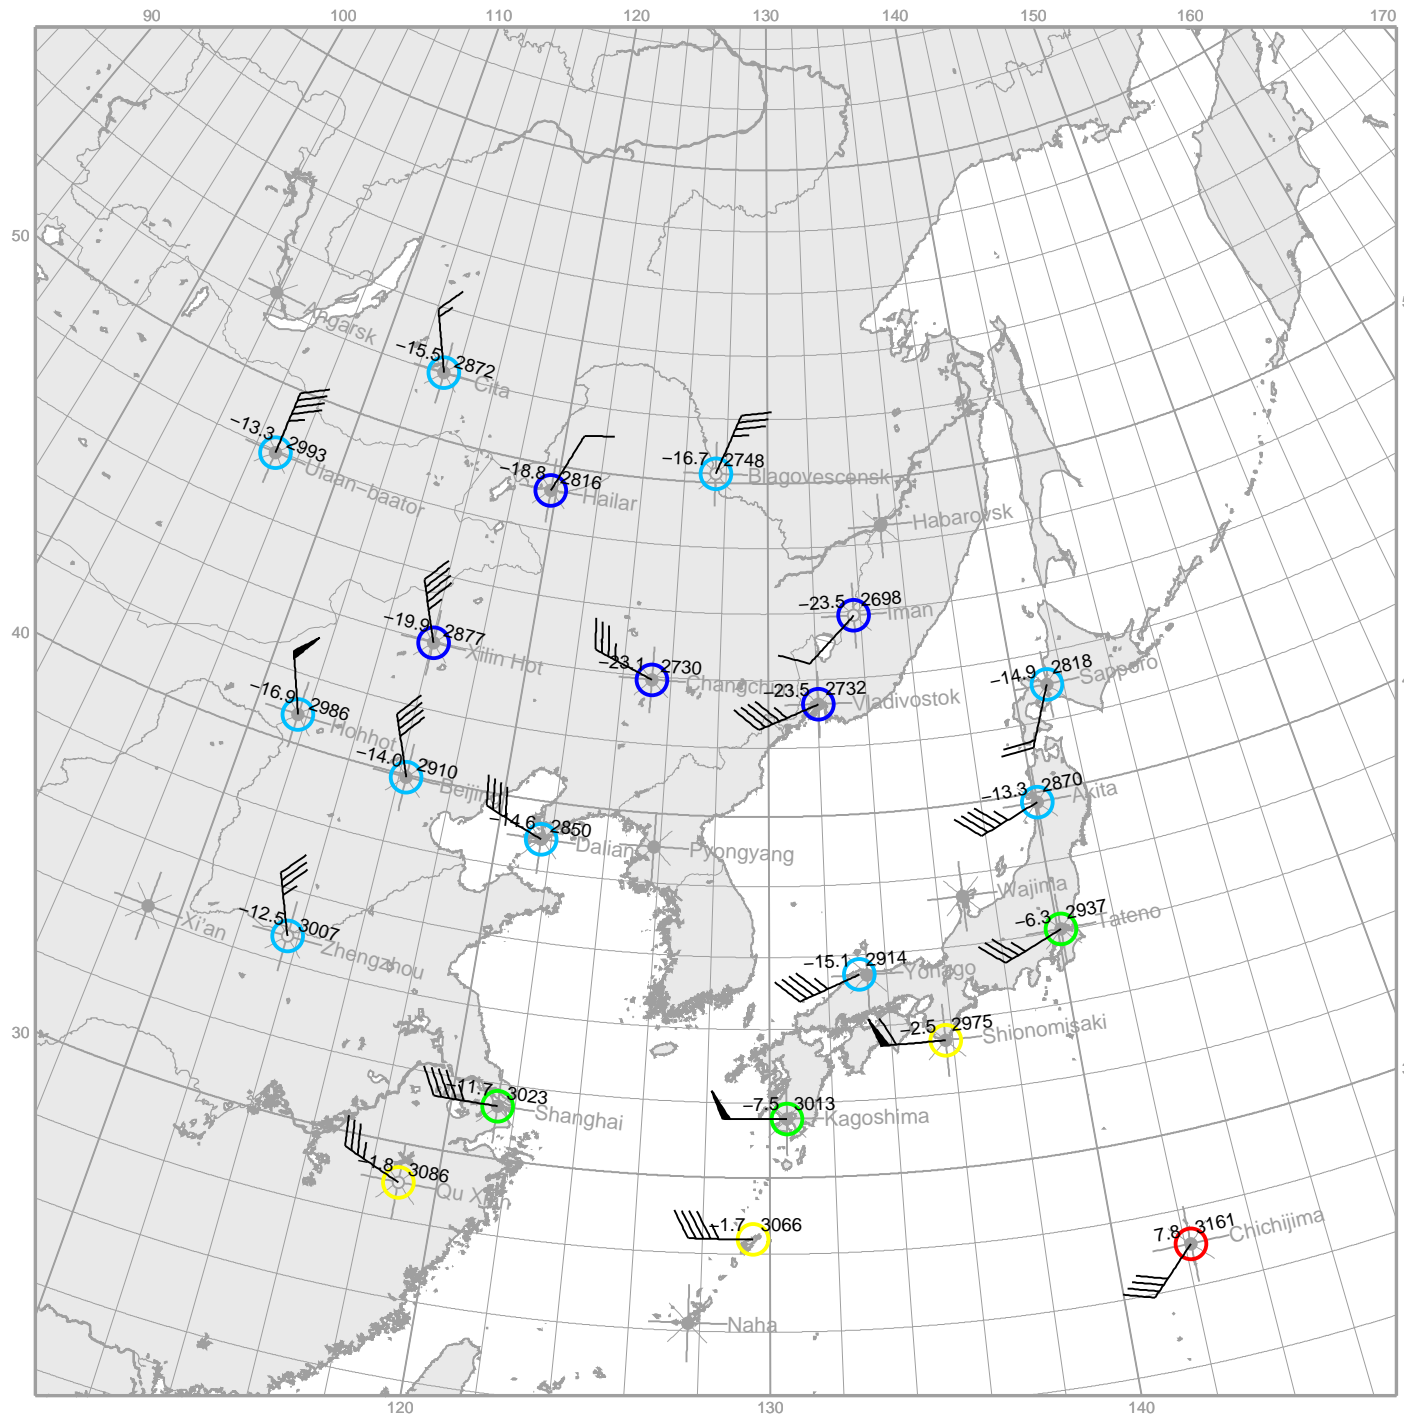 90 100 110 120 130 140 150 160 170
50
Angarsk
−15.5 2872
Cita
−13.3 2993
Ulaan−baator
−18.8 2816
Hailar
−16.7 2748
Blagovescensk
Habarovsk
−23.5 2698
Iman
40
−19.9 2877
Xilin Hot
−23.1 2730
Changchun
−23.5 2732
Vladivostok
−14.9 2818
Sapporo
−16.9 2986
Hohhot
−14.0 2910
Beijing
−13.3 2870
Akita
−14.6 2850
Dalian
Pyongyang
Wajima
Xi'an
−12.5 3007
Zhengzhou
−6.3 2937
Tateno
−15.1 2914
Yonago
−2.5 2975
Shionomisaki
30
−11.7 3023
Shanghai
−7.5 3013
Kagoshima
−1.8 3086
Qu Xian
−1.7 3066
7.8 3161
Chichijima
Naha
120 130 140